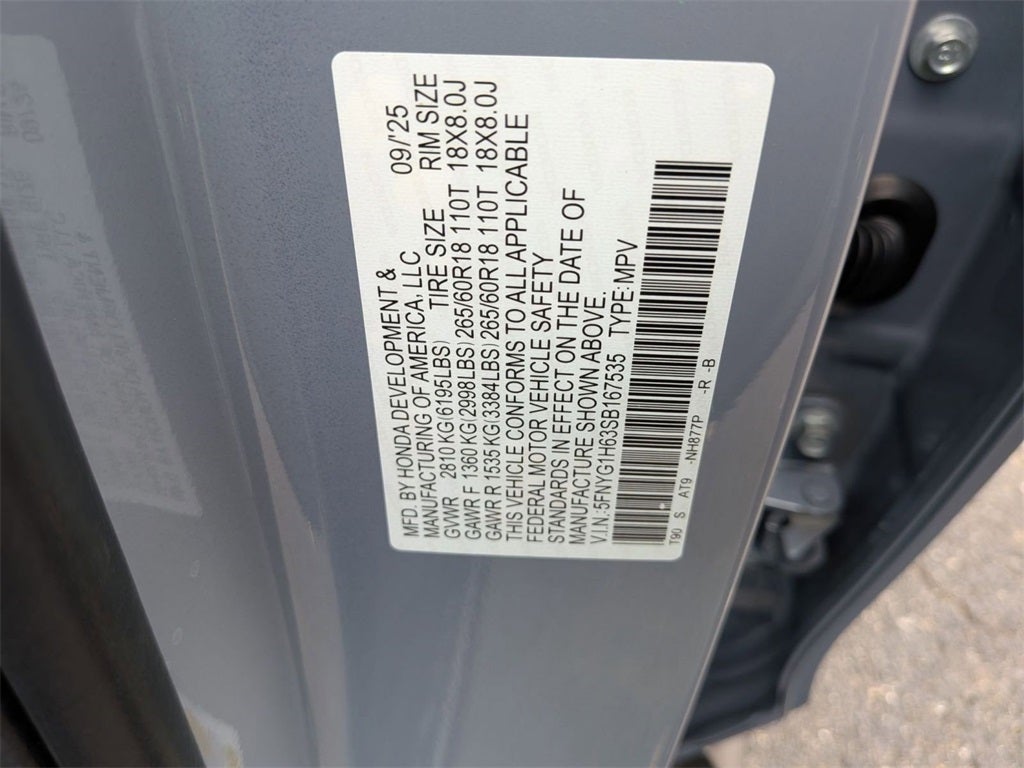 MFD. BY HONDA DEVELOPMENT & 09/'25
MANUFACTURING OF AMERICA, LLC
GVWR 2810 KG(6195LBS) TIRE SIZE RIM SIZE
GAWR F 1360 KG(2998LBS) 265/60R18 110T 18X8.0J
GAWR R 1535 KG(3384LBS) 265/60R18 110T 18X8.0J
THIS VEHICLE CONFORMS TO ALL APPLICABLE
FEDERAL MOTOR VEHICLE SAFETY
STANDARDS IN EFFECT ON THE DATE OF
MANUFACTURE SHOWN ABOVE.
V.I.N.:5FNYG1H63SB167535 TYPE:MPV
T90 S AT9 -NH877P -R -B